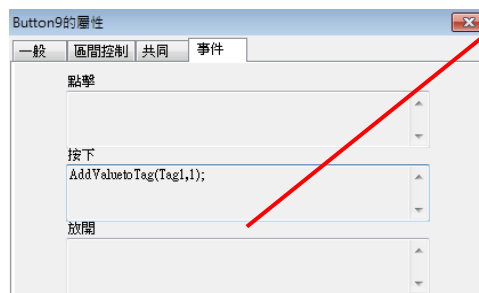 Button9的屬性
一般 區間控制 共同 事件
點擊
按下
AddValuetoTag(Tag1,1);
放開